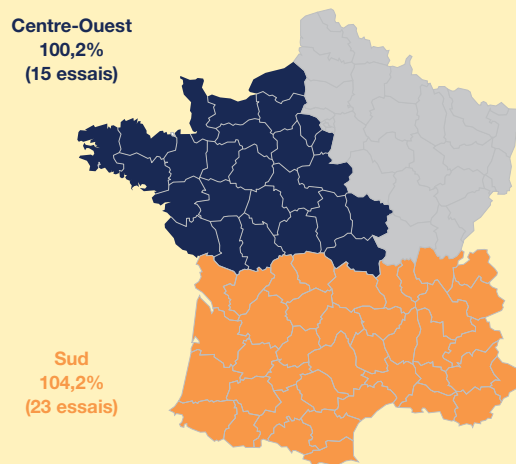 Centre-Ouest
100,2%
(15 essais)
Sud
104,2%
(23 essais)